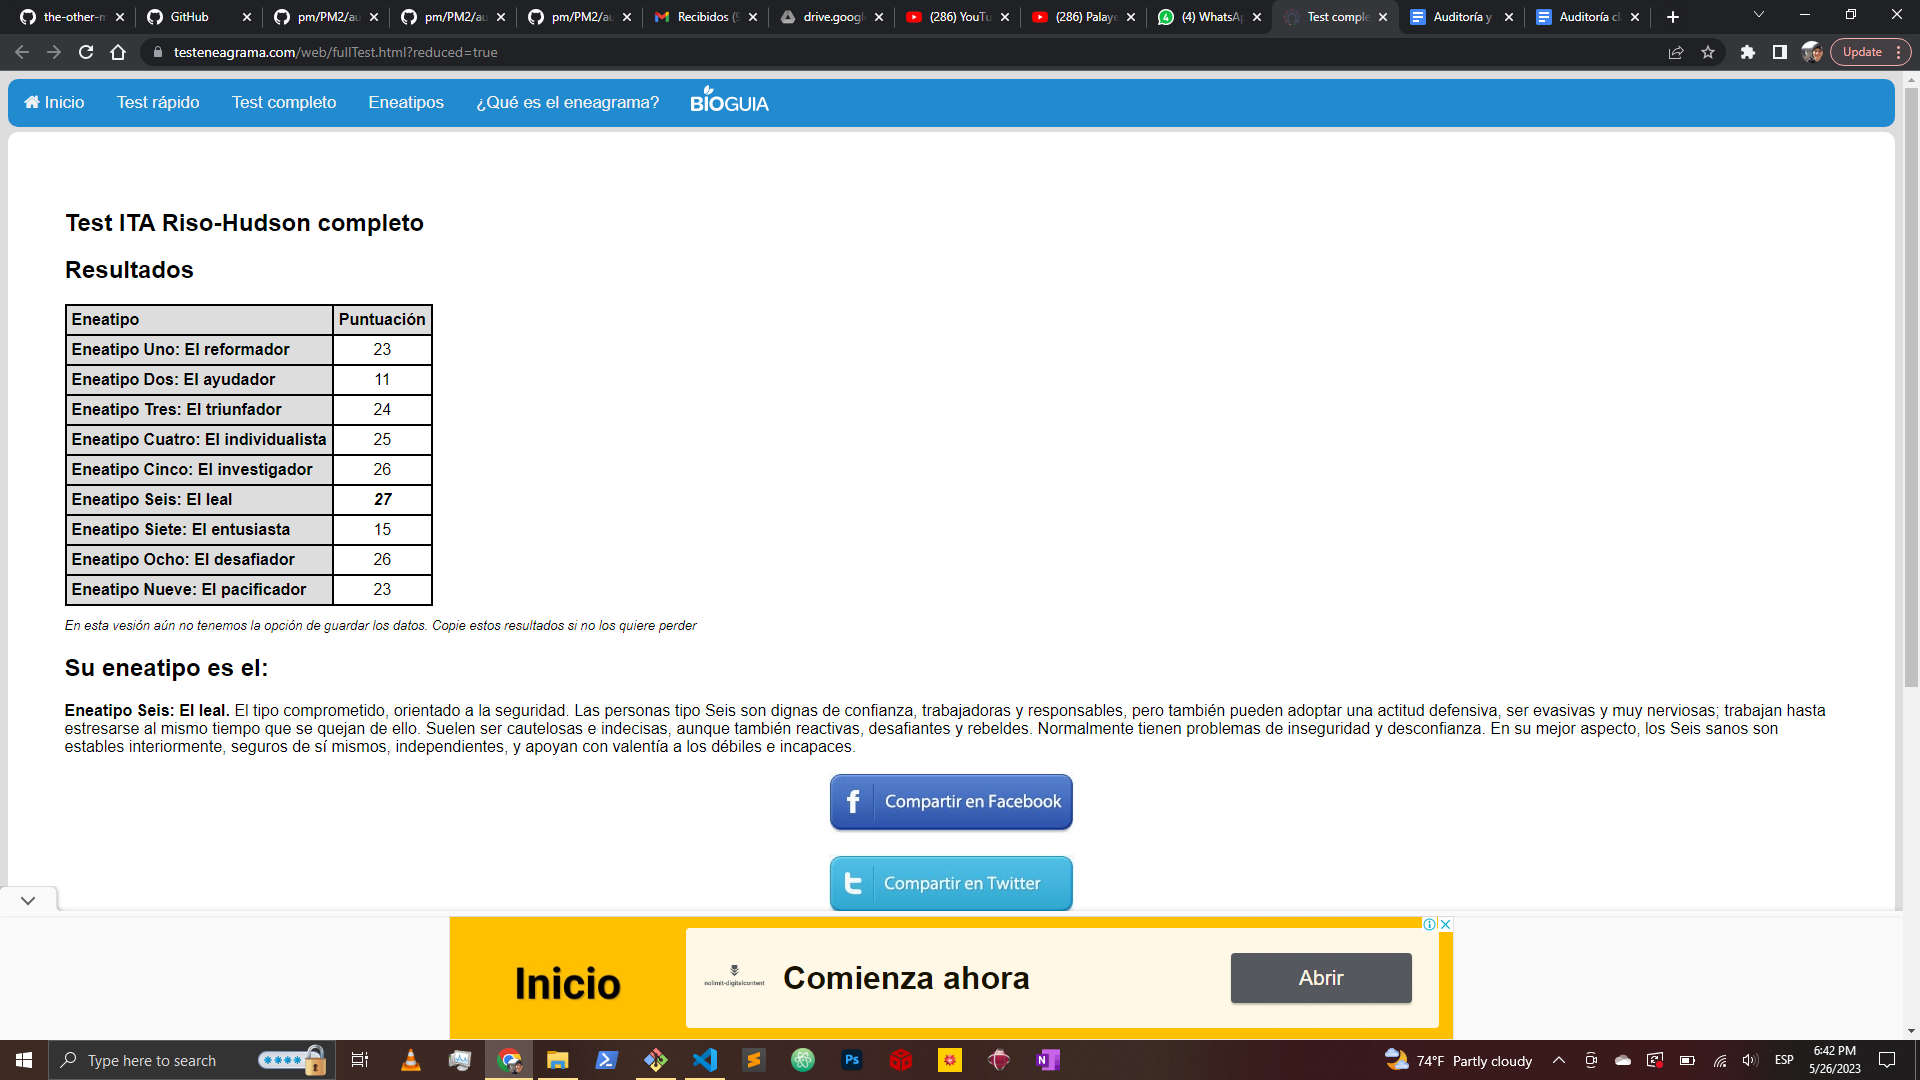 the-other-m
GitHub
pm/PM2/au
pm/PM2/au
pm/PM2/au
Recibidos (9
drive.googl
(286) YouTu
(286) Palaye
(4) WhatsAp
Test comple
Auditoría y
Auditoría cl
testeneagrama.com/web/fullTest.html?reduced=true
Update
Inicio
Test rápido
Test completo
Eneatipos
¿Qué es el eneagrama?
BIOGUIA
Test ITA Riso-Hudson completo
Resultados
Eneatipo Puntuación
Eneatipo Uno: El reformador 23
Eneatipo Dos: El ayudador 11
Eneatipo Tres: El triunfador 24
Eneatipo Cuatro: El individualista 25
Eneatipo Cinco: El investigador 26
Eneatipo Seis: El leal 27
Eneatipo Siete: El entusiasta 15
Eneatipo Ocho: El desafiador 26
Eneatipo Nueve: El pacificador 23
En esta vesión aún no tenemos la opción de guardar los datos. Copie estos resultados si no los quiere perder
Su eneatipo es el:
Eneatipo Seis: El leal. El tipo comprometido, orientado a la seguridad. Las personas tipo Seis son dignas de confianza, trabajadoras y responsables, pero también pueden adoptar una actitud defensiva, ser evasivas y muy nerviosas; trabajan hasta
estresarse al mismo tiempo que se quejan de ello. Suelen ser cautelosas e indecisas, aunque también reactivas, desafiantes y rebeldes. Normalmente tienen problemas de inseguridad y desconfianza. En su mejor aspecto, los Seis sanos son
estables interiormente, seguros de sí mismos, independientes, y apoyan con valentía a los débiles e incapaces.
Compartir en Facebook
Compartir en Twitter
Inicio
nolimit-digitalcontent
Comienza ahora
Abrir
Type here to search
74°F Partly cloudy
ESP
6:42 PM
5/26/2023